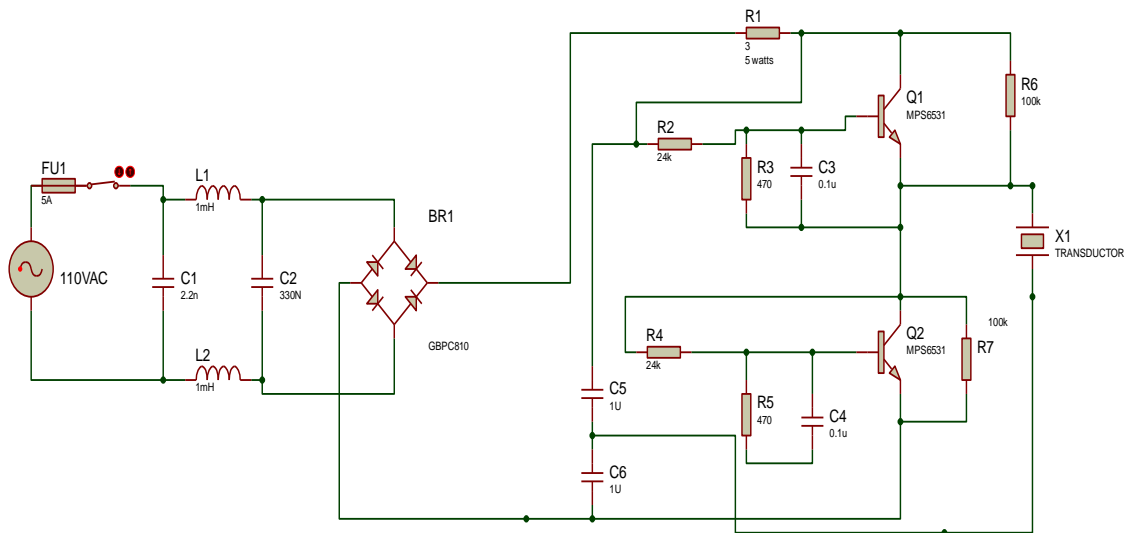 R1
3
5 watts
Q1
MPS6531
R6
100k
R2
24k
R3
470
C3
0.1u
FU1
5A
L1
1mH
BR1
X1
TRANSDUCTOR
110VAC
C1
2.2n
C2
330N
GBPC810
L2
1mH
R4
24k
Q2
MPS6531
100k
R7
C5
1U
R5
470
C4
0.1u
C6
1U